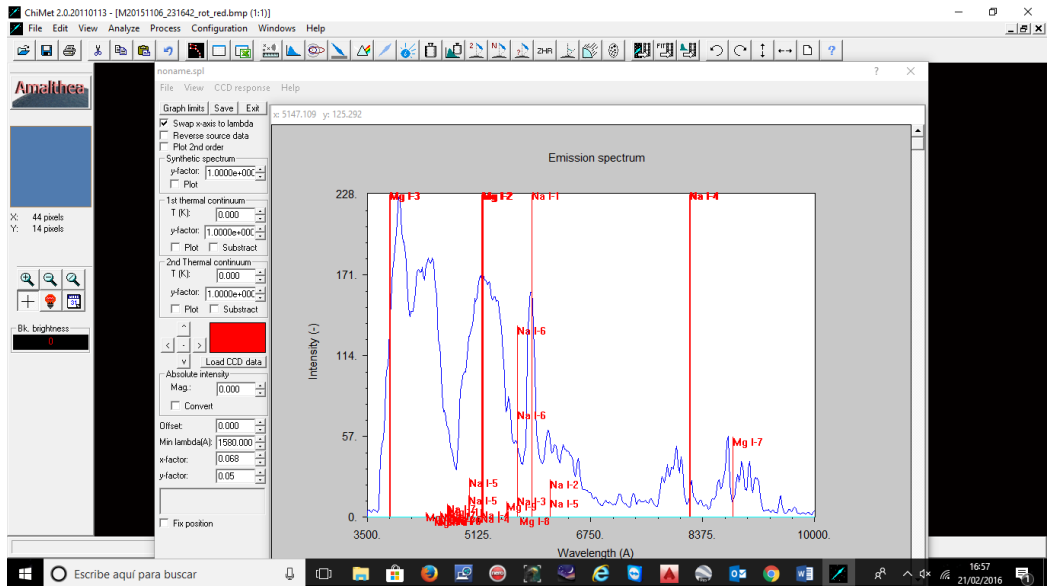 ChiMet 2.0.20110113 - [M20151106_231642_rot_red.bmp (1:1)]
File Edit View Analyze Process Configuration Windows Help
ZHR
Amalthea
X: 44 pixels
Y: 14 pixels
Bk. brightness
0
noname.spl
File View CCD response Help
Graph limits Save Exit
Swap x-axis to lambda
Reverse source data
Plot 2nd order
Synthetic spectrum
y-factor: 1.0000e+00(
Plot
1st thermal continuum
T (K): 0.000
y-factor: 1.0000e+00(
Plot Substract
2nd Thermal continuum
T (K): 0.000
y-factor: 1.0000e+00(
Plot Substract
Load CCD data
Absolute intensity
Mag.: 0.000
Convert
Offset: 0.000
Min lambda(A): 1580.000
x-factor: 0.068
y-factor: 0.05
Fix position
x: 5147.109 y: 125.292
Emission spectrum
228.
171.
114.
57.
0.
Intensity (-)
Mg I-3
Mg I-2
Na I-1
Na I-4
Na I-6
Na I-6
Mg I-7
Na I-5
Na I-2
Na I-5
Na I-3
Na I-5
Mg I-8
3500. 5125. 6750. 8375. 10000.
Wavelength (A)
Escribe aquí para buscar
16:57
21/02/2016